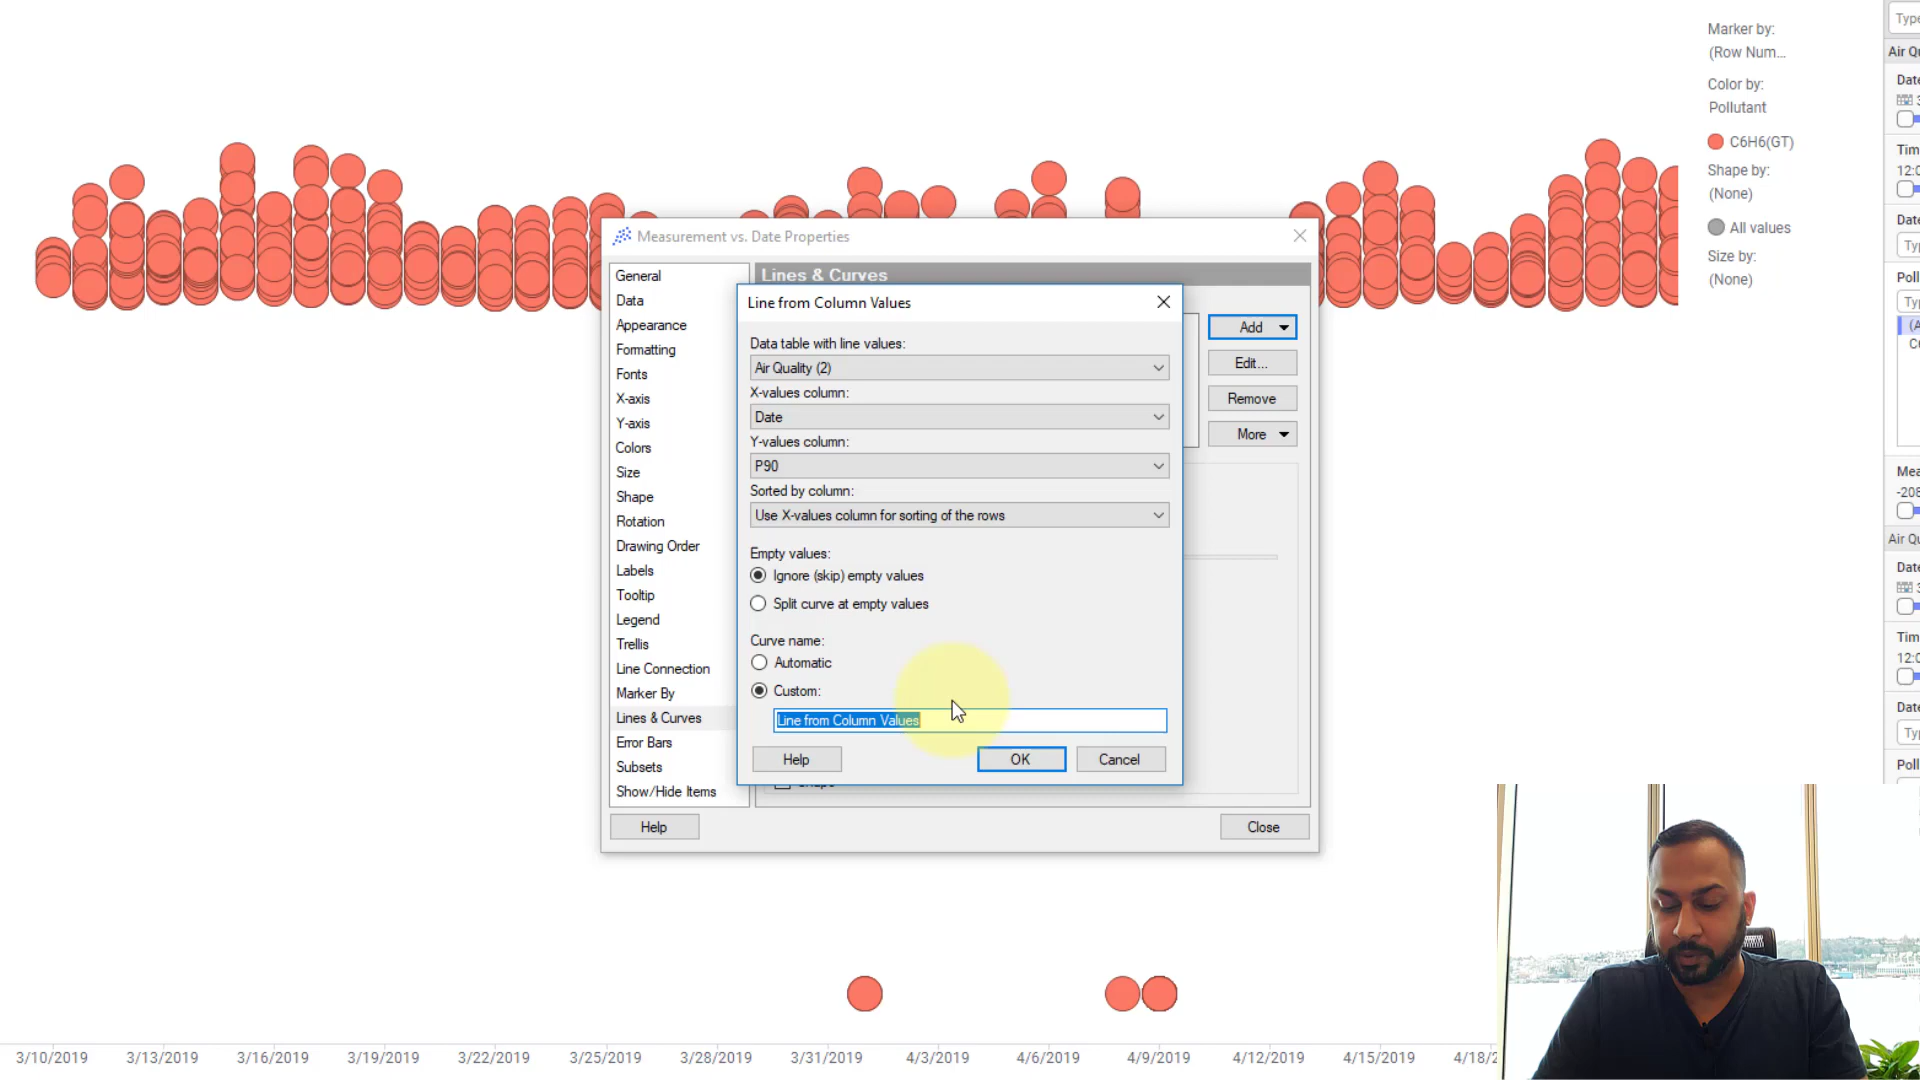 Marker by:
(Row Num...
Color by:
Pollutant
C6H6(GT)
Shape by:
(None)
All values
Size by:
(None)
Measurement vs. Date Properties
General
Data
Appearance
Formatting
Fonts
X-axis
Y-axis
Colors
Size
Shape
Rotation
Drawing Order
Labels
Tooltip
Legend
Trellis
Line Connection
Marker By
Lines & Curves
Error Bars
Subsets
Show/Hide Items
Lines & Curves
Add
Edit...
Remove
More
Help
Close
Line from Column Values
Data table with line values:
Air Quality (2)
X-values column:
Date
Y-values column:
P90
Sorted by column:
Use X-values column for sorting of the rows
Empty values:
Ignore (skip) empty values
Split curve at empty values
Curve name:
Automatic
Custom:
Line from Column Values
Help
OK
Cancel
3/10/2019
3/13/2019
3/16/2019
3/19/2019
3/22/2019
3/25/2019
3/28/2019
3/31/2019
4/3/2019
4/6/2019
4/9/2019
4/12/2019
4/15/2019
4/18/2